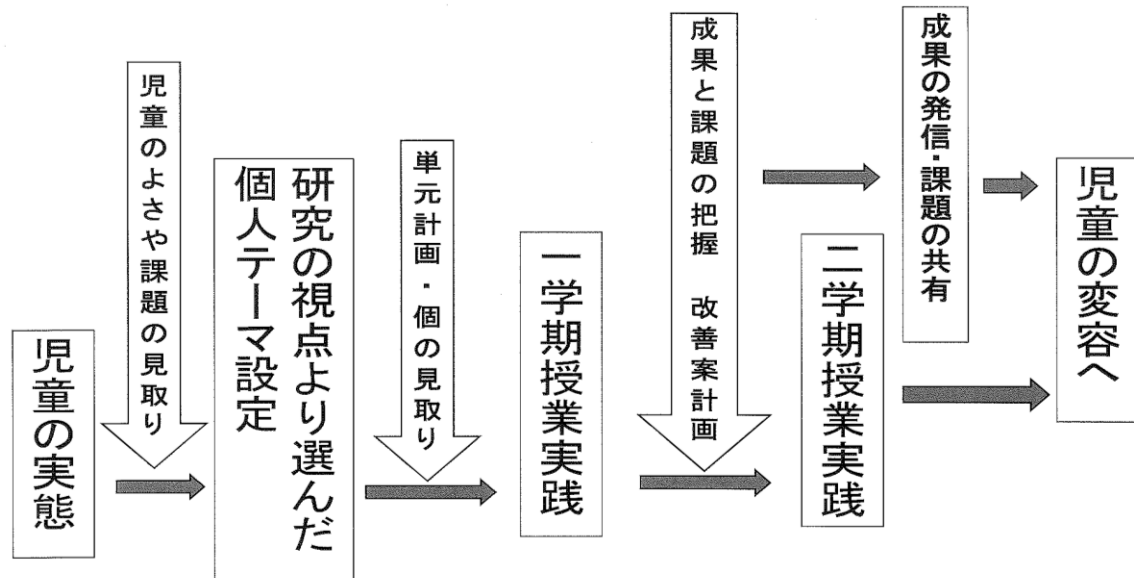 児童の実態
児童のよさや課題の見取り
研究の視点より選んだ
個人テーマ設定
単元計画・個の見取り
一学期授業実践
成果と課題の把握　改善案計画
二学期授業実践
成果の発信・課題の共有
児童の変容へ